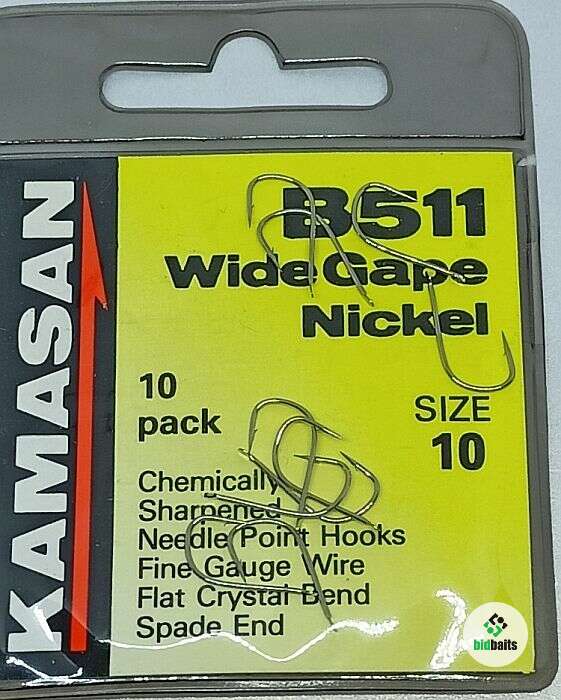 KAMASAN
B511
Wide Gape
Nickel
10
pack
SIZE
10
Chemically
Sharpened
Needle Point Hooks
Fine Gauge Wire
Flat Crystal Bend
Spade End
bidbaits